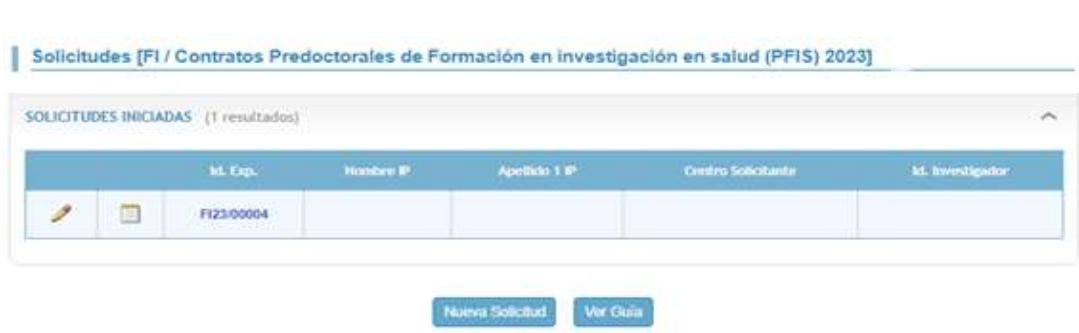 Solicitudes [FI / Contratos Predoctorales de Formación en investigación en salud (PFIS) 2023]
SOLICITUDES INICIADAS (1 resultados)
Id. Exp. Nombre IP Apellido 1 IP Centro Solicitante Id. Investigador
FI23/00004
Nueva Solicitud Ver Guía